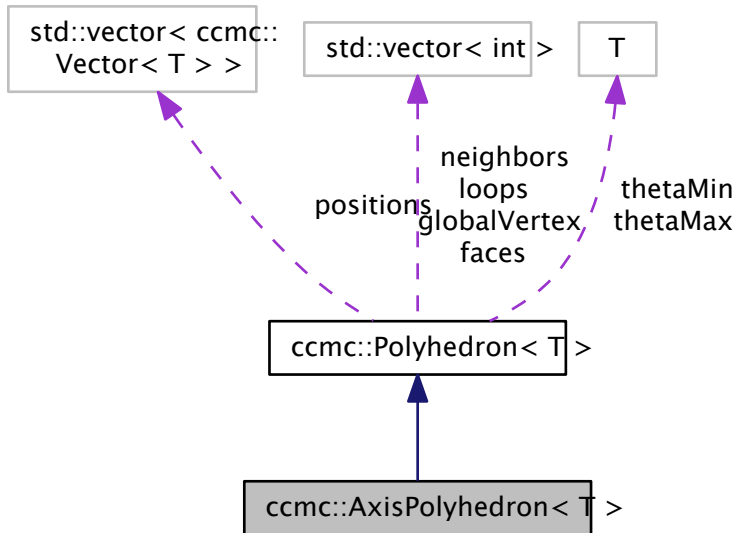 std::vector< ccmc::
Vector< T > >
std::vector< int >
T
positions
neighbors
loops
globalVertex
faces
thetaMin
thetaMax
ccmc::Polyhedron< T >
ccmc::AxisPolyhedron< T >